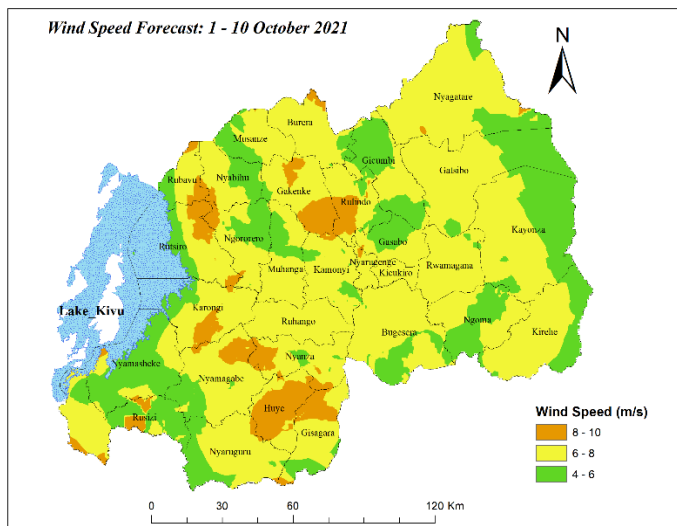 Wind Speed Forecast: 1 - 10 October 2021
N
Nyagatare
Burera
Musanze
Gicumbi
Rubavu
Nyabihu
Gakenke
Gatsibo
Rulindo
Kayonza
Rutsiro
Ngororero
Gasabo
Muhanga
Kamonyi
Nyarugenge
Kicukiro
Rwamagana
Lake_Kivu
Karongi
Ruhango
Bugesera
Ngoma
Kirehe
Nyamasheke
Nyanza
Nyamagabe
Rusizi
Huye
Gisagara
Nyaruguru
Wind Speed (m/s)
8 - 10
6 - 8
4 - 6
0 30 60 120 Km